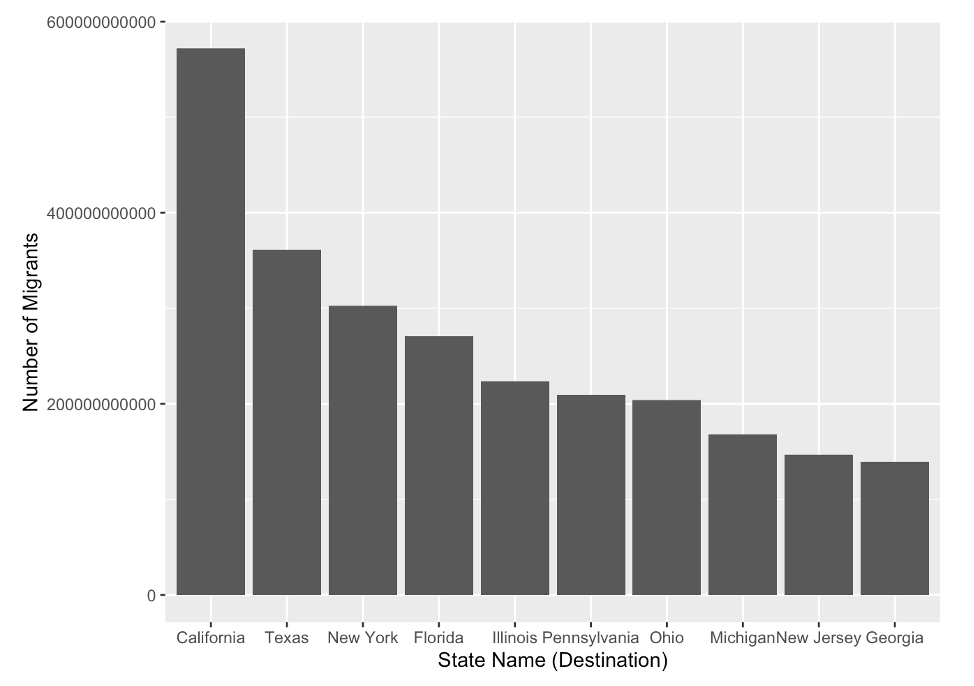 600000000000
400000000000
200000000000
0
Number of Migrants
California Texas New York Florida Illinois Pennsylvania Ohio Michigan New Jersey Georgia
State Name (Destination)